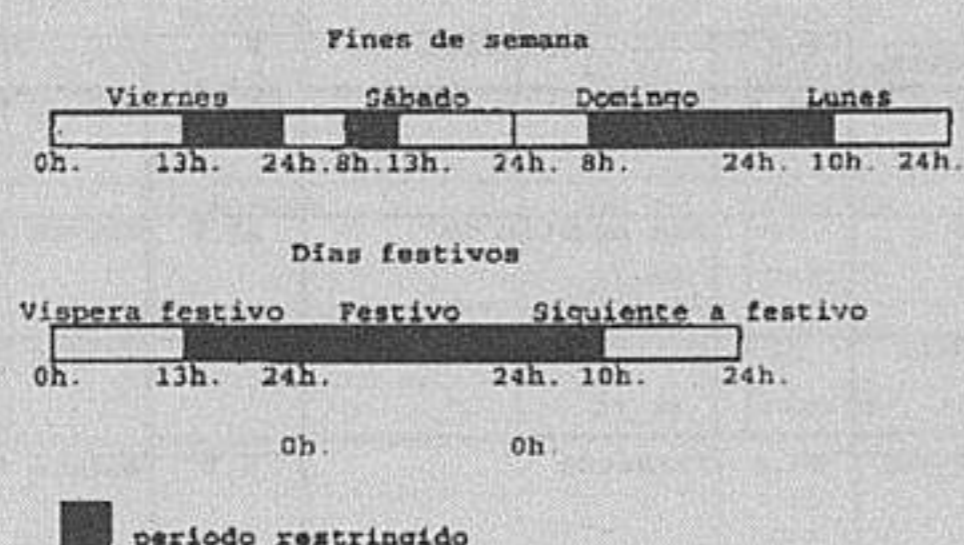 Fines de semana
Viernes Sábado Domingo Lunes
0h. 13h. 24h. 8h. 13h. 24h. 8h. 24h. 10h. 24h.
Días festivos
Víspera festivo Festivo Siguiente a festivo
0h. 13h. 24h. 24h. 10h. 24h.
0h. 0h.
periodo restringido